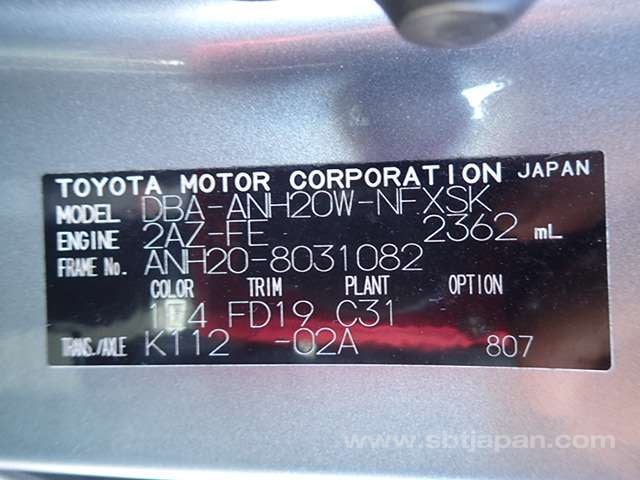 TOYOTA MOTOR CORPORATION JAPAN
MODEL DBA-ANH20W-NFXSK
ENGINE 2AZ-FE 2362 mL
FRAME No. ANH20-8031082
COLOR TRIM PLANT OPTION
FD19 C31
TRANS./AXLE K112 -02A 807
www.sbtjapan.com